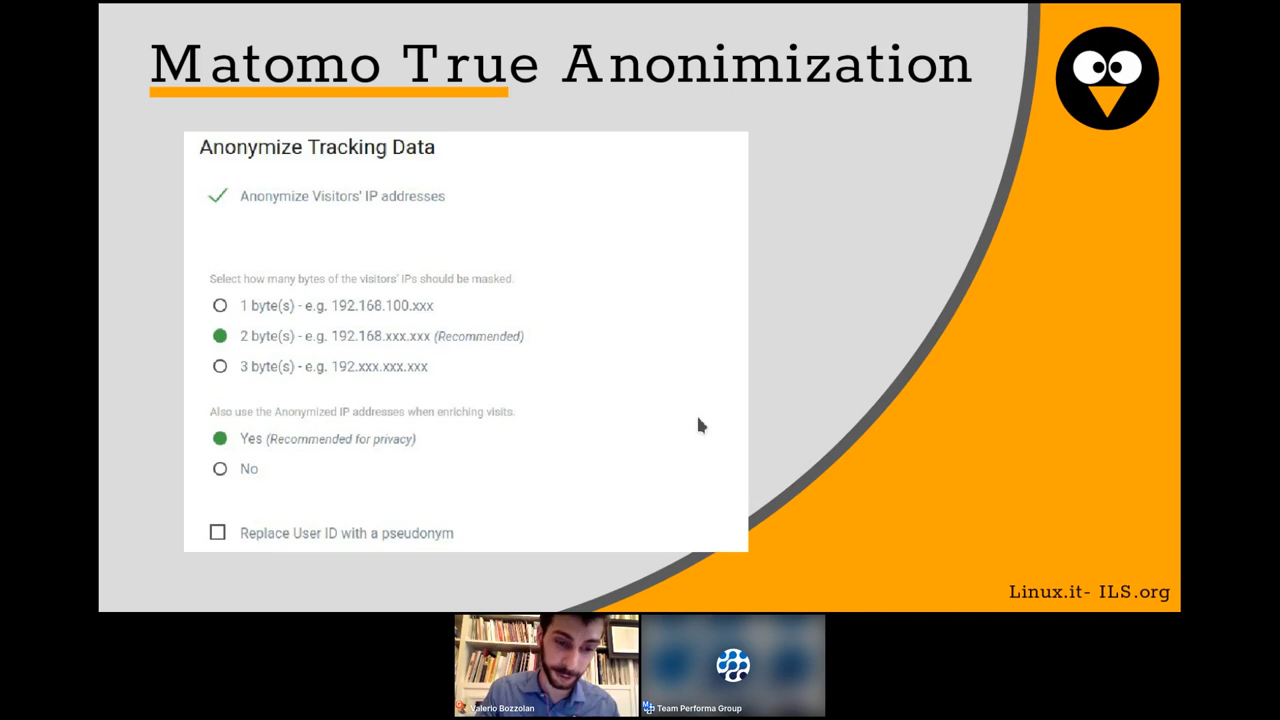 Matomo True Anonimization
Anonymize Tracking Data
Anonymize Visitors' IP addresses
Select how many bytes of the visitors' IPs should be masked.
1 byte(s) - e.g. 192.168.100.xxx
2 byte(s) - e.g. 192.168.xxx.xxx (Recommended)
3 byte(s) - e.g. 192.xxx.xxx.xxx
Also use the Anonymized IP addresses when enriching visits.
Yes (Recommended for privacy)
No
Replace User ID with a pseudonym
Linux.it- ILS.org
Valerio Bozzolan
Team Performa Group